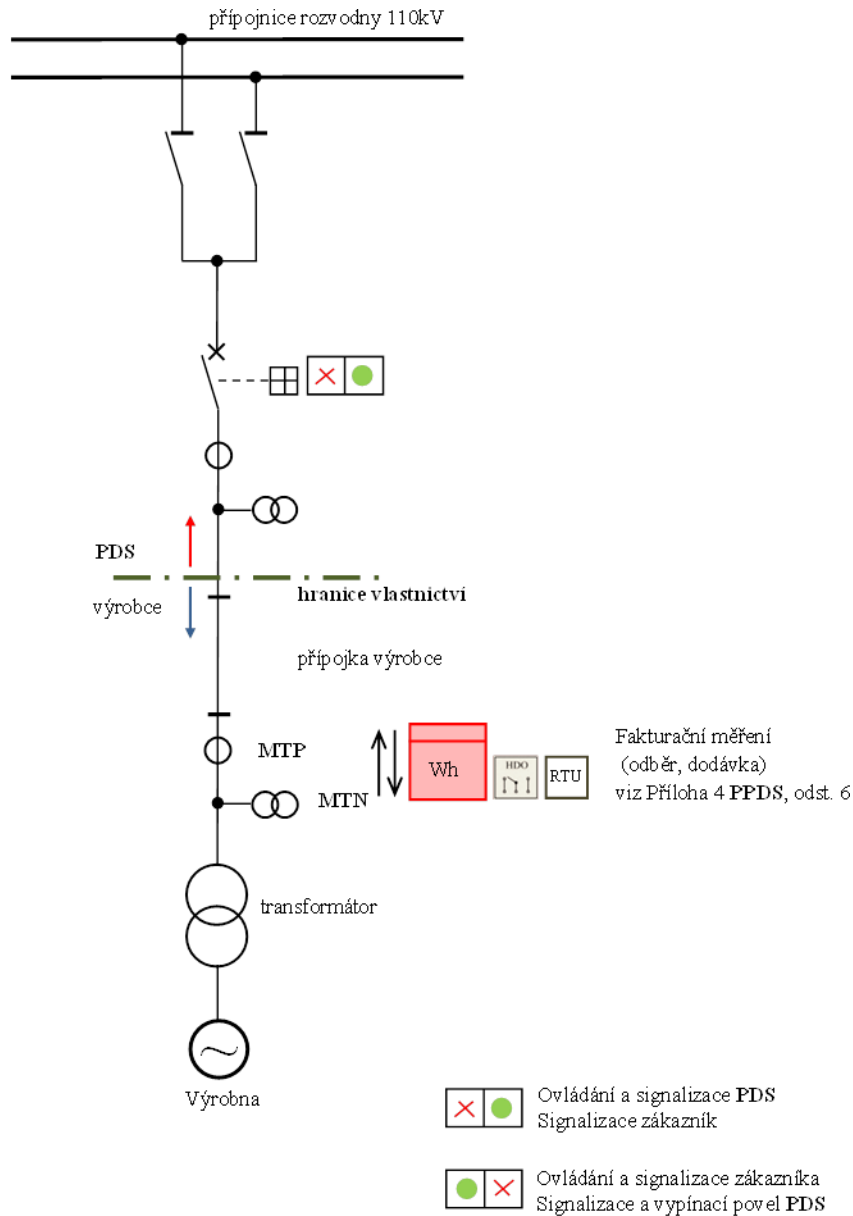 přípojnice rozvodny 110kV
PDS
výrobce
hranice vlastnictví
přípojka výrobce
MTP
MTN
Wh
HDO
RTU
Fakturační měření
(odběr, dodávka)
viz Příloha 4 PPDS, odst. 6
transformátor
Výrobna
Ovládání a signalizace PDS
Signalizace zákazník
Ovládání a signalizace zákazníka
Signalizace a vypínací povel PDS